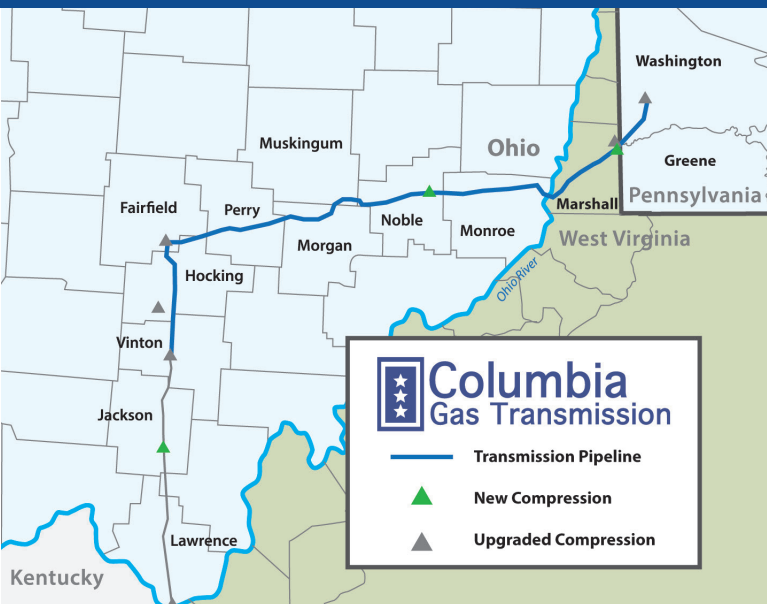 Washington
Muskingum
Ohio
Greene
Pennsylvania
Fairfield
Perry
Noble
Marshall
Monroe
Morgan
West Virginia
Hocking
Ohio River
Vinton
Columbia
Gas Transmission
Jackson
Transmission Pipeline
New Compression
Upgraded Compression
Lawrence
Kentucky